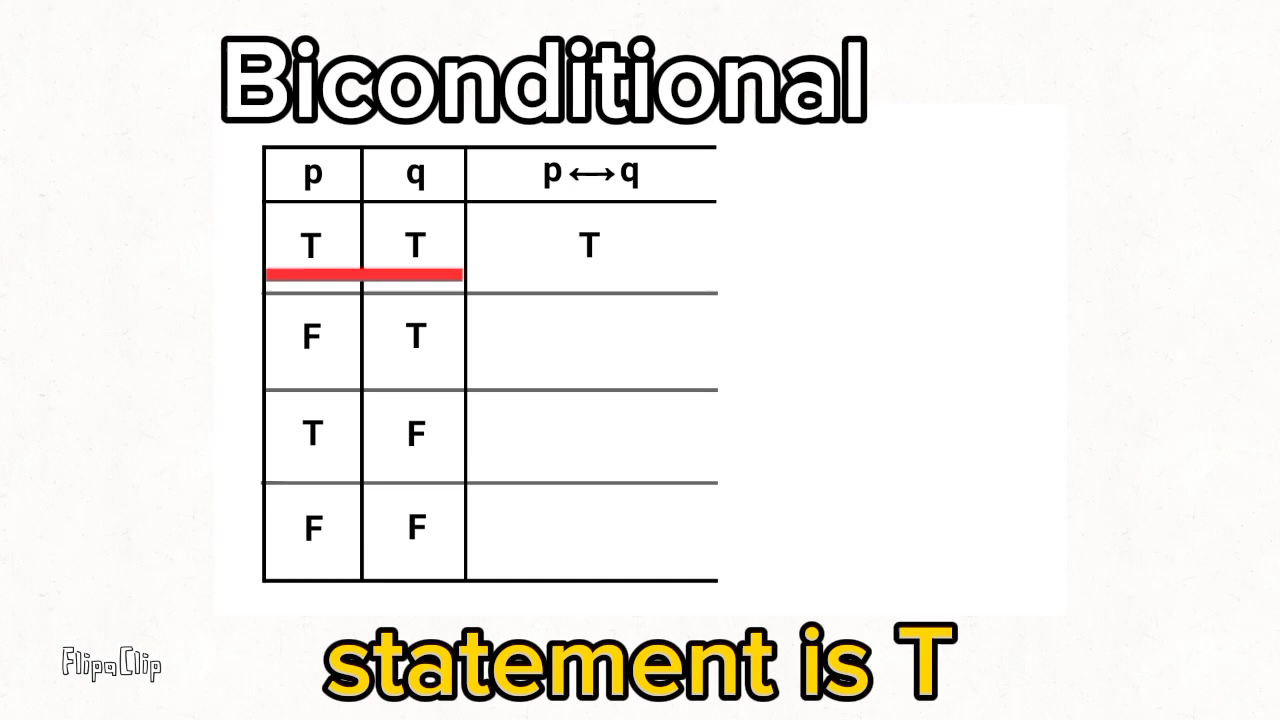 Biconditional
p q p⟷q
T T T
F T
T F
F F
statement is T
FlipaClip